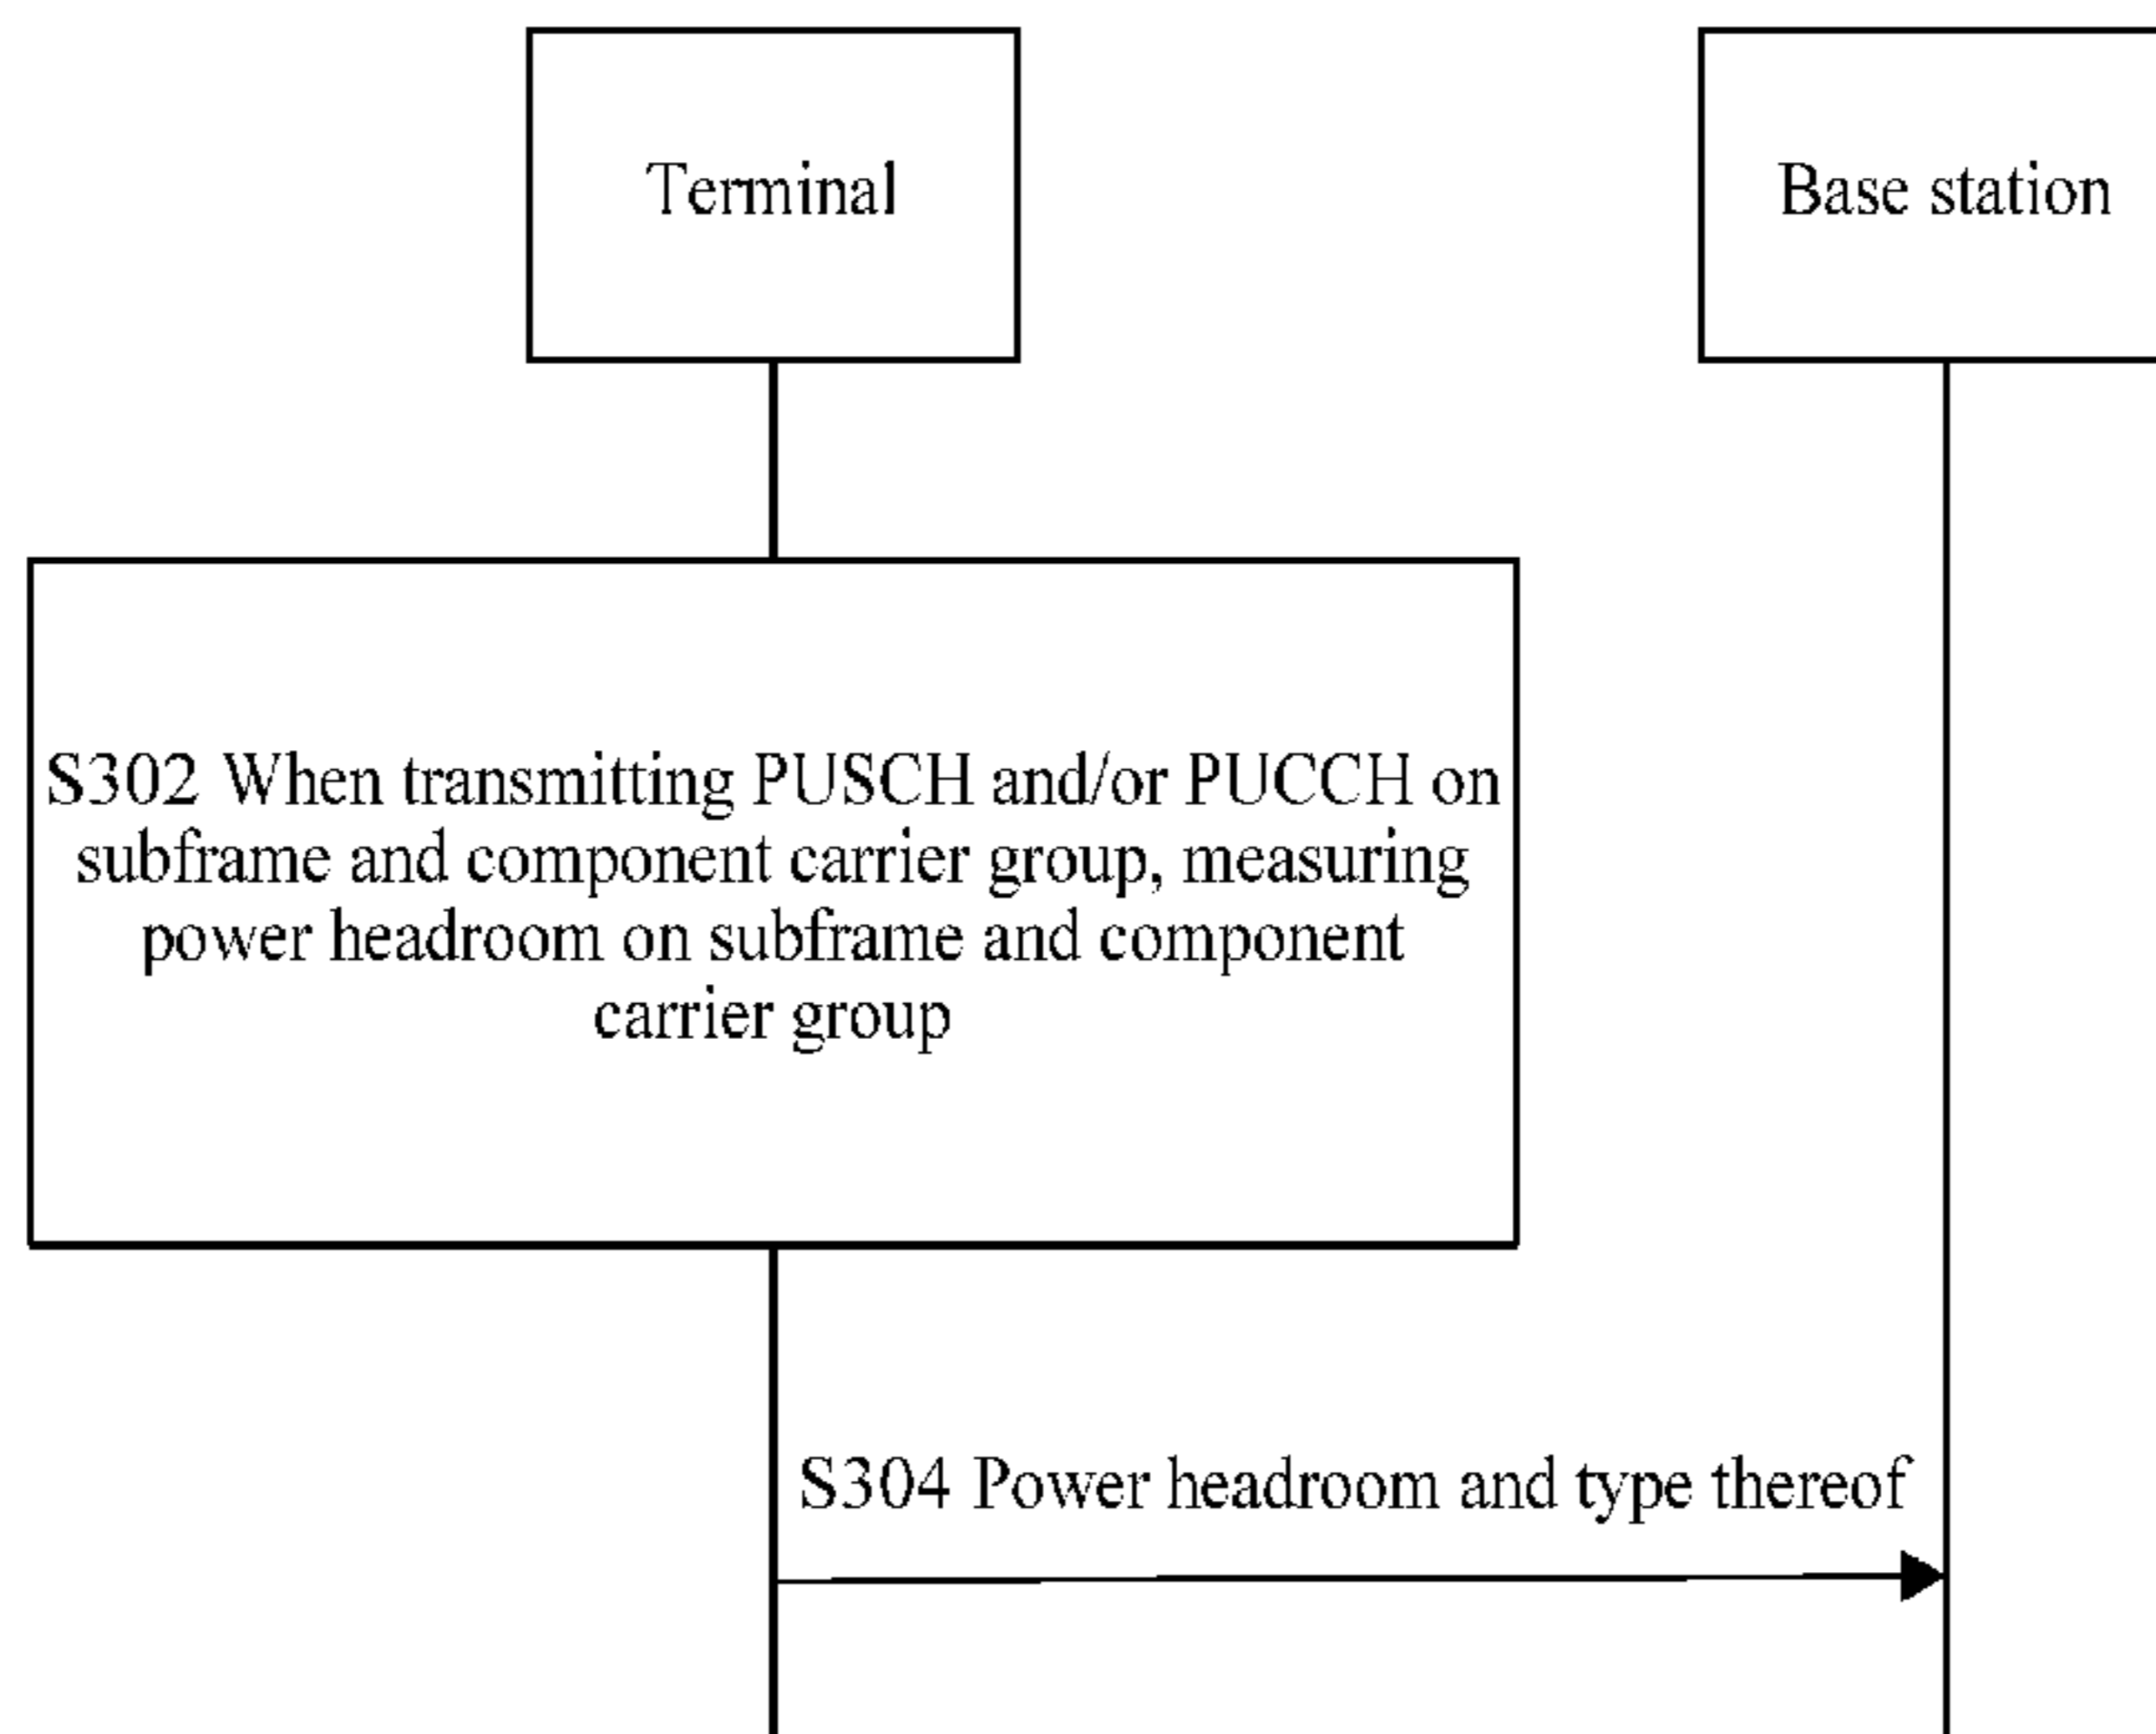 Terminal
Base station
S302 When transmitting PUSCH and/or PUCCH on
subframe and component carrier group, measuring
power headroom on subframe and component
carrier group
S304 Power headroom and type thereof